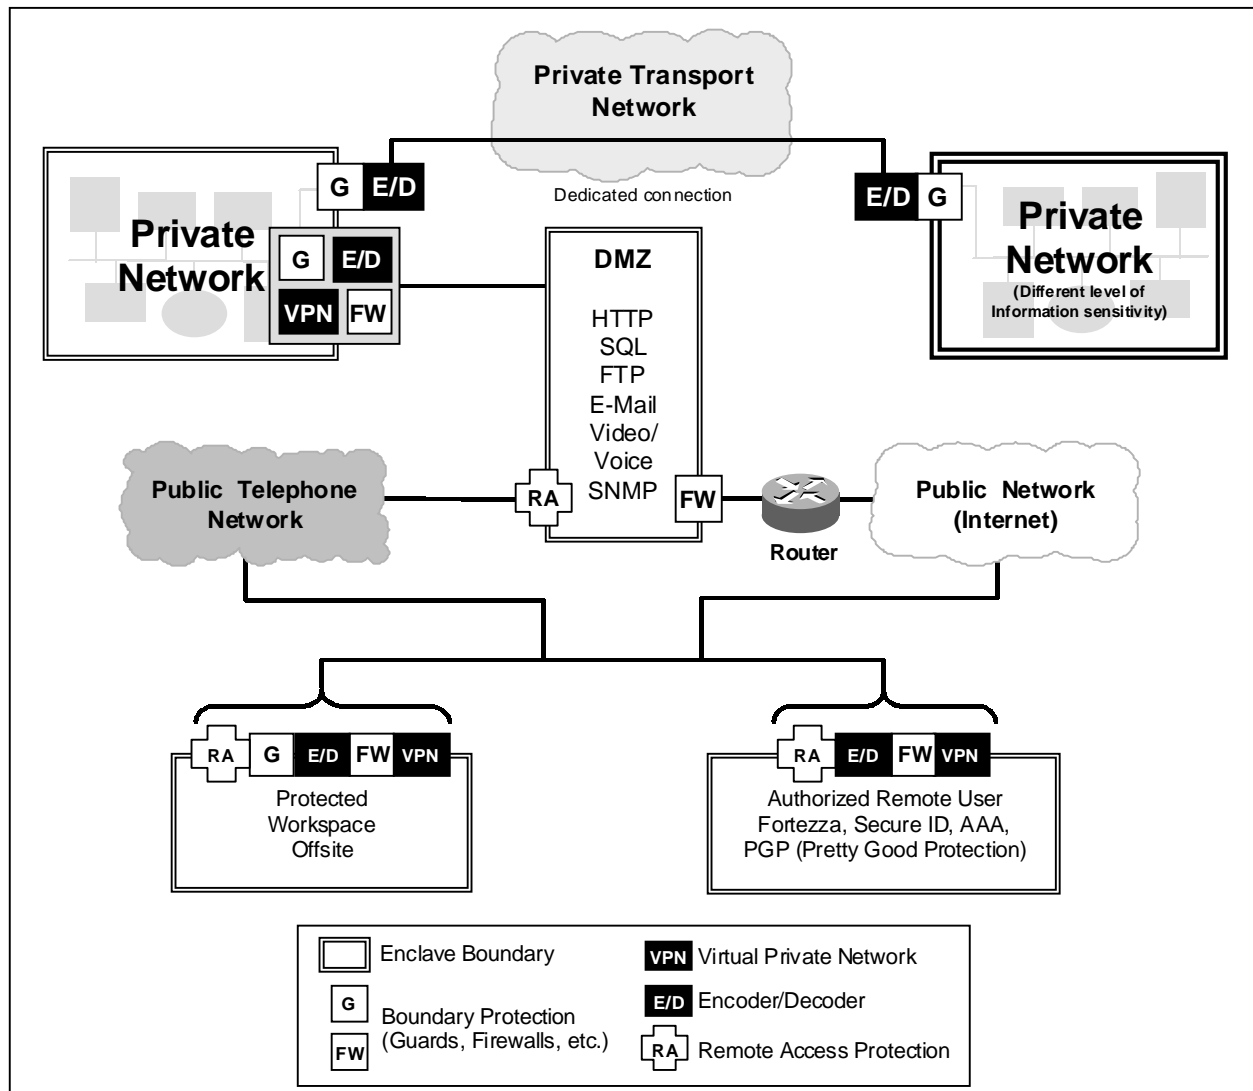 Private Transport
Network
Dedicated connection
G E/D
E/D G
Private
Network
G E/D
VPN FW
Private
Network
(Different level of
Information sensitivity)
DMZ
HTTP
SQL
FTP
E-Mail
Video/
Voice
SNMP
RA
FW
Public Telephone
Network
Router
Public Network
(Internet)
RA G E/D FW VPN
Protected
Workspace
Offsite
RA E/D FW VPN
Authorized Remote User
Fortezza, Secure ID, AAA,
PGP (Pretty Good Protection)
Enclave Boundary
G
FW
Boundary Protection
(Guards, Firewalls, etc.)
VPN Virtual Private Network
E/D Encoder/Decoder
RA Remote Access Protection